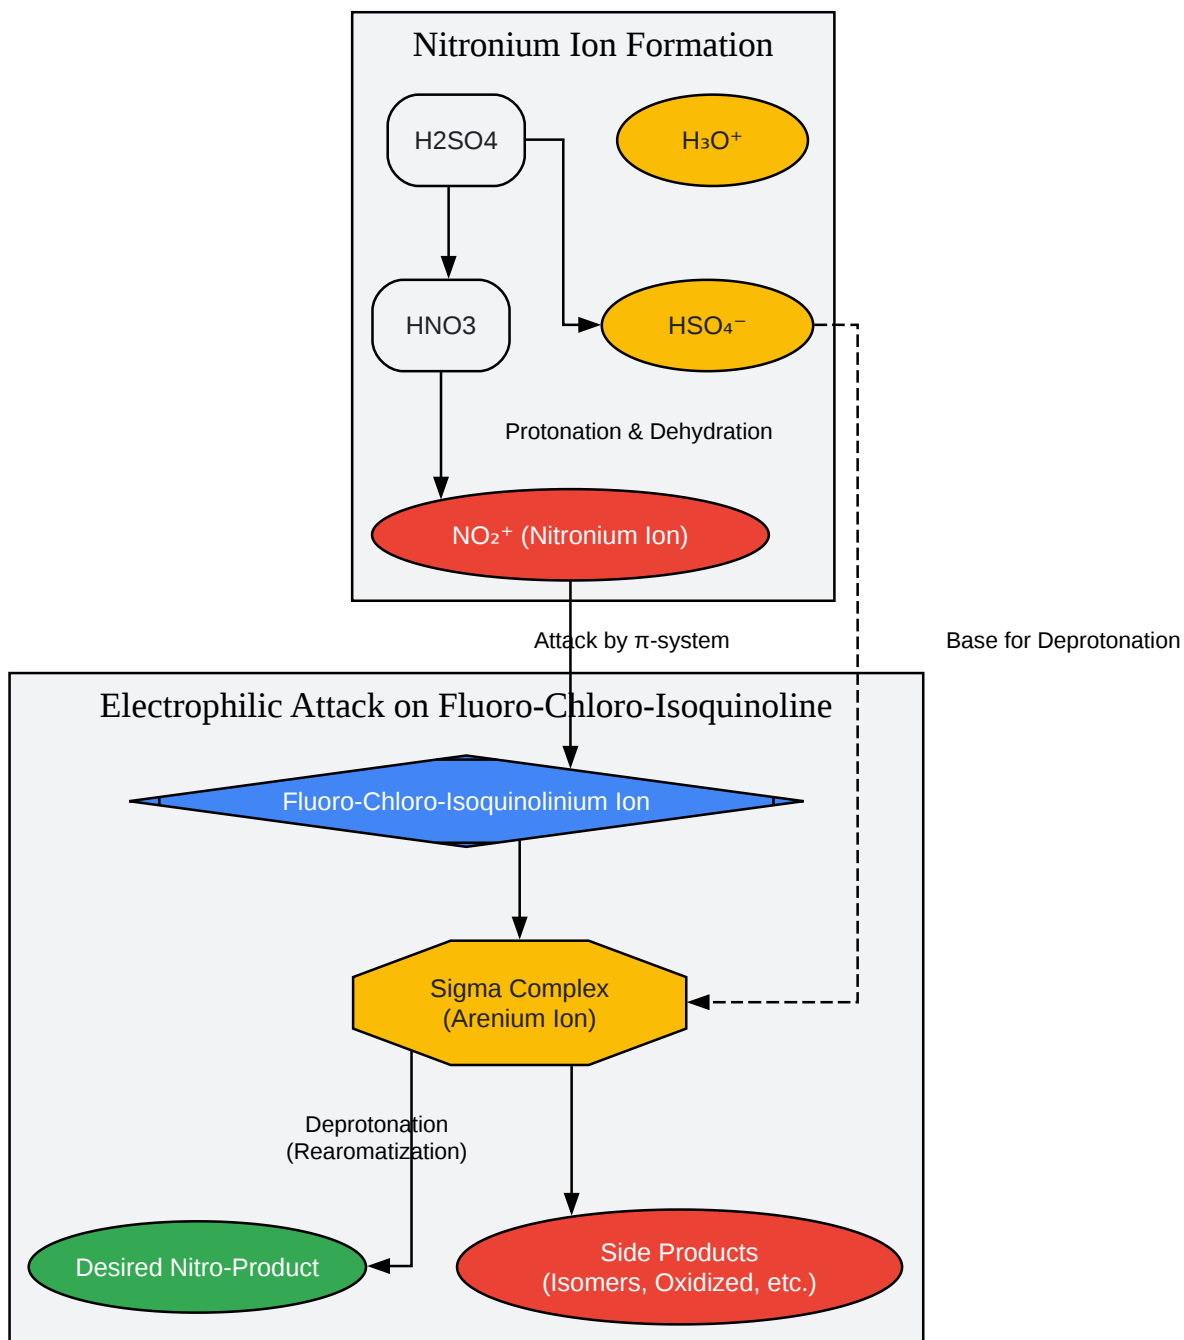 Nitronium Ion Formation
H2SO4
H₃O⁺
HNO3
HSO₄⁻
Protonation & Dehydration
NO₂⁺ (Nitronium Ion)
Attack by π-system
Base for Deprotonation
Electrophilic Attack on Fluoro-Chloro-Isoquinoline
Fluoro-Chloro-Isoquinolinium Ion
Sigma Complex
(Arenium Ion)
Deprotonation
(Rearomatization)
Desired Nitro-Product
Side Products
(Isomers, Oxidized, etc.)